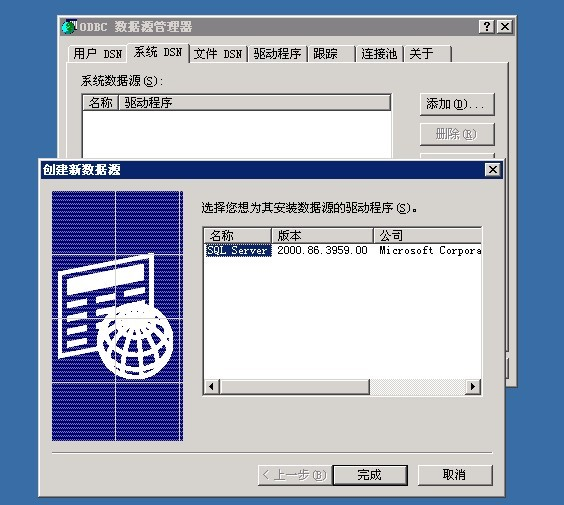 ODBC 数据源管理器
用户 DSN 系统 DSN 文件 DSN 驱动程序 跟踪 连接池 关于
系统数据源(S):
名称 驱动程序
添加(D)...
删除(R)
创建新数据源
选择您想为其安装数据源的驱动程序(S)。
名称 版本 公司
SQL Server 2000.86.3959.00 Microsoft Corpora
< 上一步(B) 完成 取消